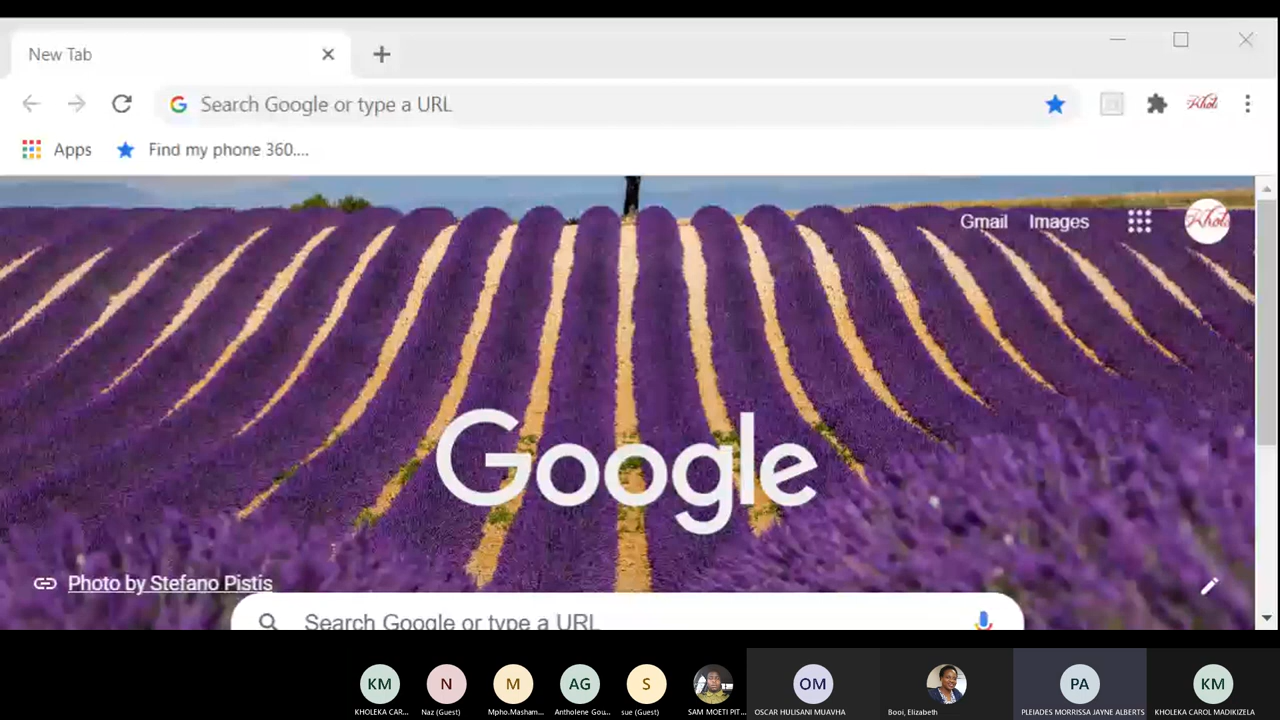 New Tab
Search Google or type a URL
Kholi
Apps
Find my phone 360....
Gmail
Images
Kholi
Google
Photo by Stefano Pistis
Search Google or type a URL
KM
N
M
AG
S
OM
PA
KM
KHOLEKA CAR...
Naz (Guest)
Mpho.Masham...
Antholene Gou...
sue (Guest)
SAM MOETI PIT...
OSCAR HULISANI MUAVHA
Booi, Elizabeth
PLEIADES MORRISSA JAYNE ALBERTS
KHOLEKA CAROL MADIKIZELA